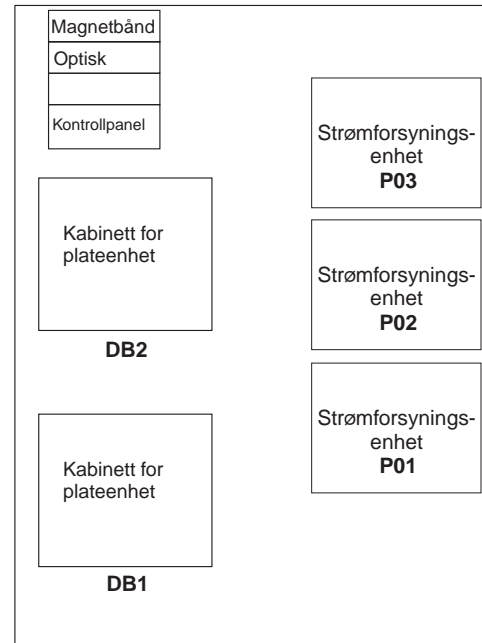 Magnetbånd
Optisk
Kontrollpanel
Kabinett for
plateenhet
DB2
Kabinett for
plateenhet
DB1
Strømforsynings-
enhet
P03
Strømforsynings-
enhet
P02
Strømforsynings-
enhet
P01